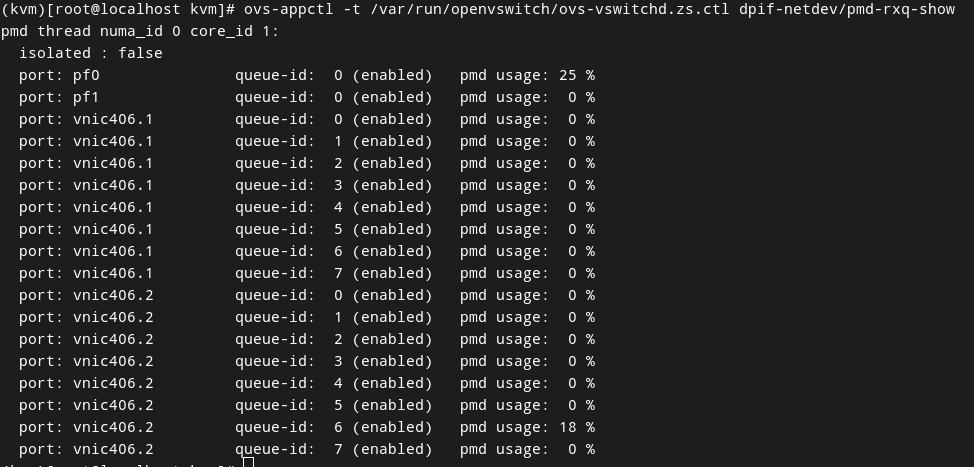 (kvm)[root@localhost kvm]# ovs-appctl -t /var/run/openvswitch/ovs-vswitchd.zs.ctl dpif-netdev/pmd-rxq-show
pmd thread numa_id 0 core_id 1:
  isolated : false
  port: pf0               queue-id:  0 (enabled)   pmd usage: 25 %
  port: pf1               queue-id:  0 (enabled)   pmd usage:  0 %
  port: vnic406.1         queue-id:  0 (enabled)   pmd usage:  0 %
  port: vnic406.1         queue-id:  1 (enabled)   pmd usage:  0 %
  port: vnic406.1         queue-id:  2 (enabled)   pmd usage:  0 %
  port: vnic406.1         queue-id:  3 (enabled)   pmd usage:  0 %
  port: vnic406.1         queue-id:  4 (enabled)   pmd usage:  0 %
  port: vnic406.1         queue-id:  5 (enabled)   pmd usage:  0 %
  port: vnic406.1         queue-id:  6 (enabled)   pmd usage:  0 %
  port: vnic406.1         queue-id:  7 (enabled)   pmd usage:  0 %
  port: vnic406.2         queue-id:  0 (enabled)   pmd usage:  0 %
  port: vnic406.2         queue-id:  1 (enabled)   pmd usage:  0 %
  port: vnic406.2         queue-id:  2 (enabled)   pmd usage:  0 %
  port: vnic406.2         queue-id:  3 (enabled)   pmd usage:  0 %
  port: vnic406.2         queue-id:  4 (enabled)   pmd usage:  0 %
  port: vnic406.2         queue-id:  5 (enabled)   pmd usage:  0 %
  port: vnic406.2         queue-id:  6 (enabled)   pmd usage: 18 %
  port: vnic406.2         queue-id:  7 (enabled)   pmd usage:  0 %